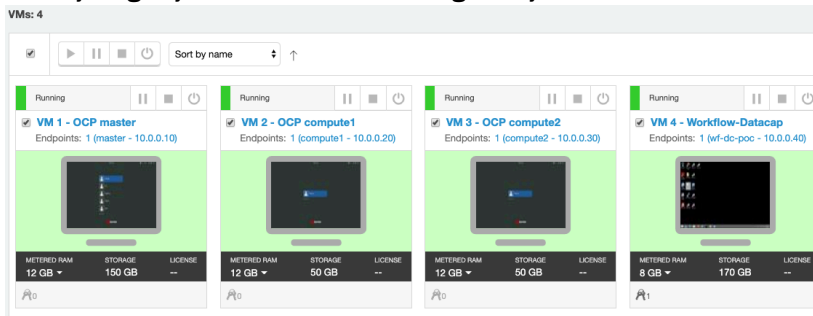 VMs: 4
Sort by name
Running
VM 1 - OCP master
Endpoints: 1 (master - 10.0.0.10)
METERED RAM STORAGE LICENSE
12 GB 150 GB --
0
Running
VM 2 - OCP compute1
Endpoints: 1 (compute1 - 10.0.0.20)
METERED RAM STORAGE LICENSE
12 GB 50 GB --
0
Running
VM 3 - OCP compute2
Endpoints: 1 (compute2 - 10.0.0.30)
METERED RAM STORAGE LICENSE
12 GB 50 GB --
0
Running
VM 4 - Workflow-Datacap
Endpoints: 1 (wf-dc-poc - 10.0.0.40)
METERED RAM STORAGE LICENSE
8 GB 170 GB --
1